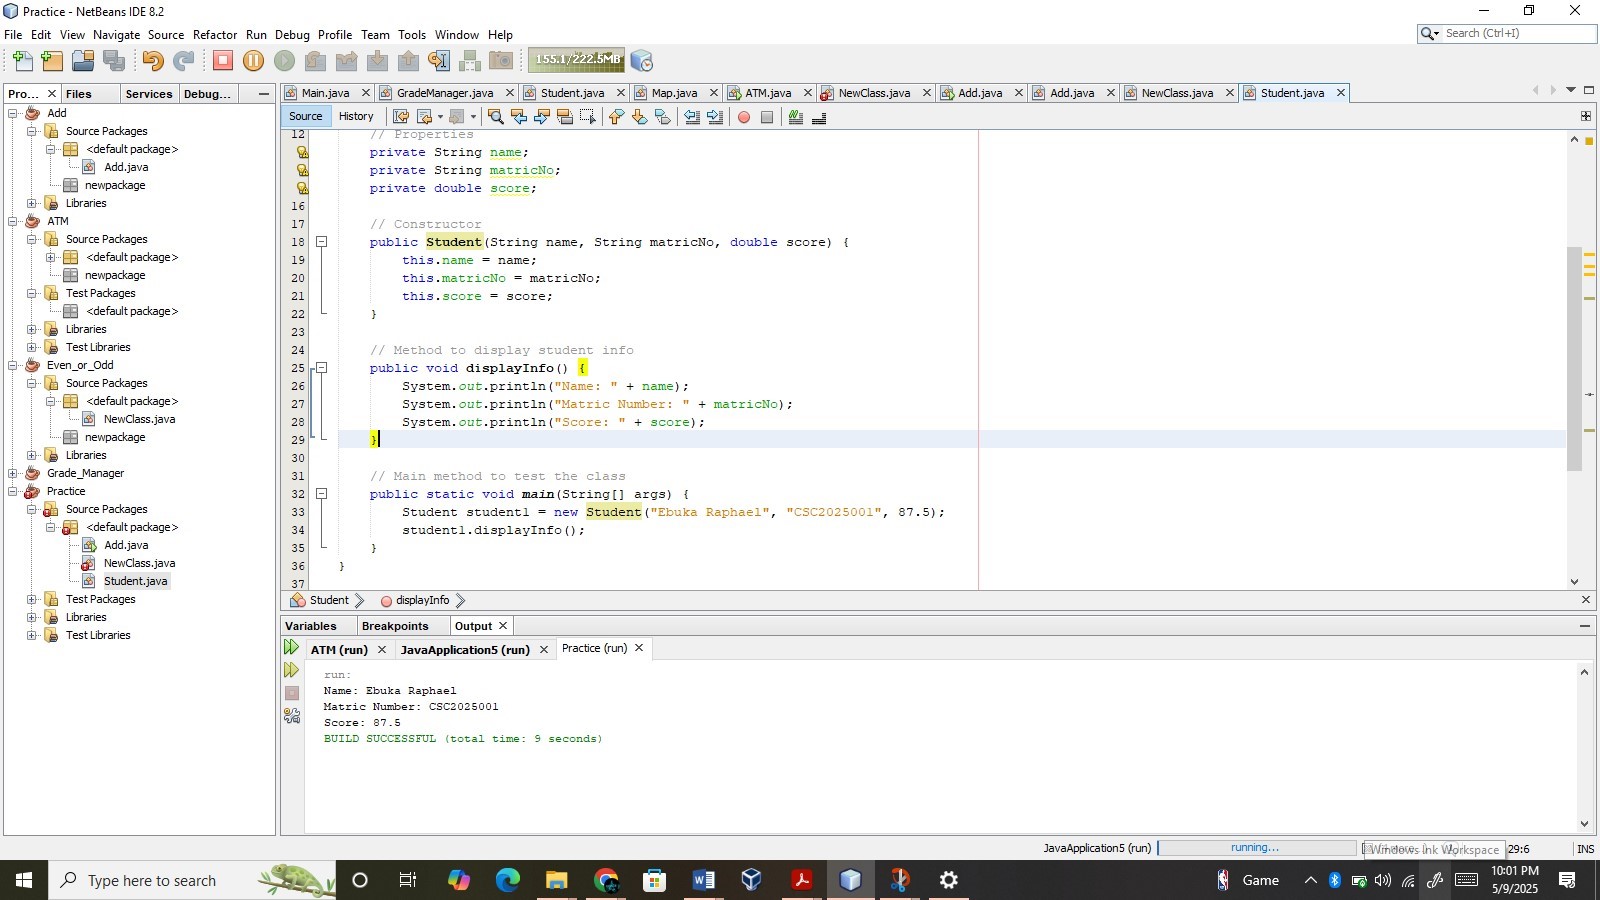 Practice - NetBeans IDE 8.2
File Edit View Navigate Source Refactor Run Debug Profile Team Tools Window Help
Search (Ctrl+I)
155.1/222.5MB
Pro... Files Services Debug...
Main.java GradeManager.java Student.java Map.java ATM.java NewClass.java Add.java Add.java NewClass.java Student.java
Add
Source Packages
<default package>
Add.java
newpackage
Libraries
ATM
Source Packages
<default package>
newpackage
Test Packages
<default package>
Libraries
Test Libraries
Even_or_Odd
Source Packages
<default package>
NewClass.java
newpackage
Libraries
Grade_Manager
Practice
Source Packages
<default package>
Add.java
NewClass.java
Student.java
Test Packages
Libraries
Test Libraries
Source History
12 // Properties
private String name;
private String matricNo;
private double score;
16
17 // Constructor
18 public Student(String name, String matricNo, double score) {
19 this.name = name;
20 this.matricNo = matricNo;
21 this.score = score;
22 }
23
24 // Method to display student info
25 public void displayInfo() {
26 System.out.println("Name: " + name);
27 System.out.println("Matric Number: " + matricNo);
28 System.out.println("Score: " + score);
29 }
30
31 // Main method to test the class
32 public static void main(String[] args) {
33 Student student1 = new Student("Ebuka Raphael", "CSC2025001", 87.5);
34 student1.displayInfo();
35 }
36 }
37
Student displayInfo
Variables Breakpoints Output
ATM (run) JavaApplication5 (run) Practice (run)
run:
Name: Ebuka Raphael
Matric Number: CSC2025001
Score: 87.5
BUILD SUCCESSFUL (total time: 9 seconds)
JavaApplication5 (run) running... Windows Ink Workspace 29:6 INS
Type here to search
Game
10:01 PM
5/9/2025